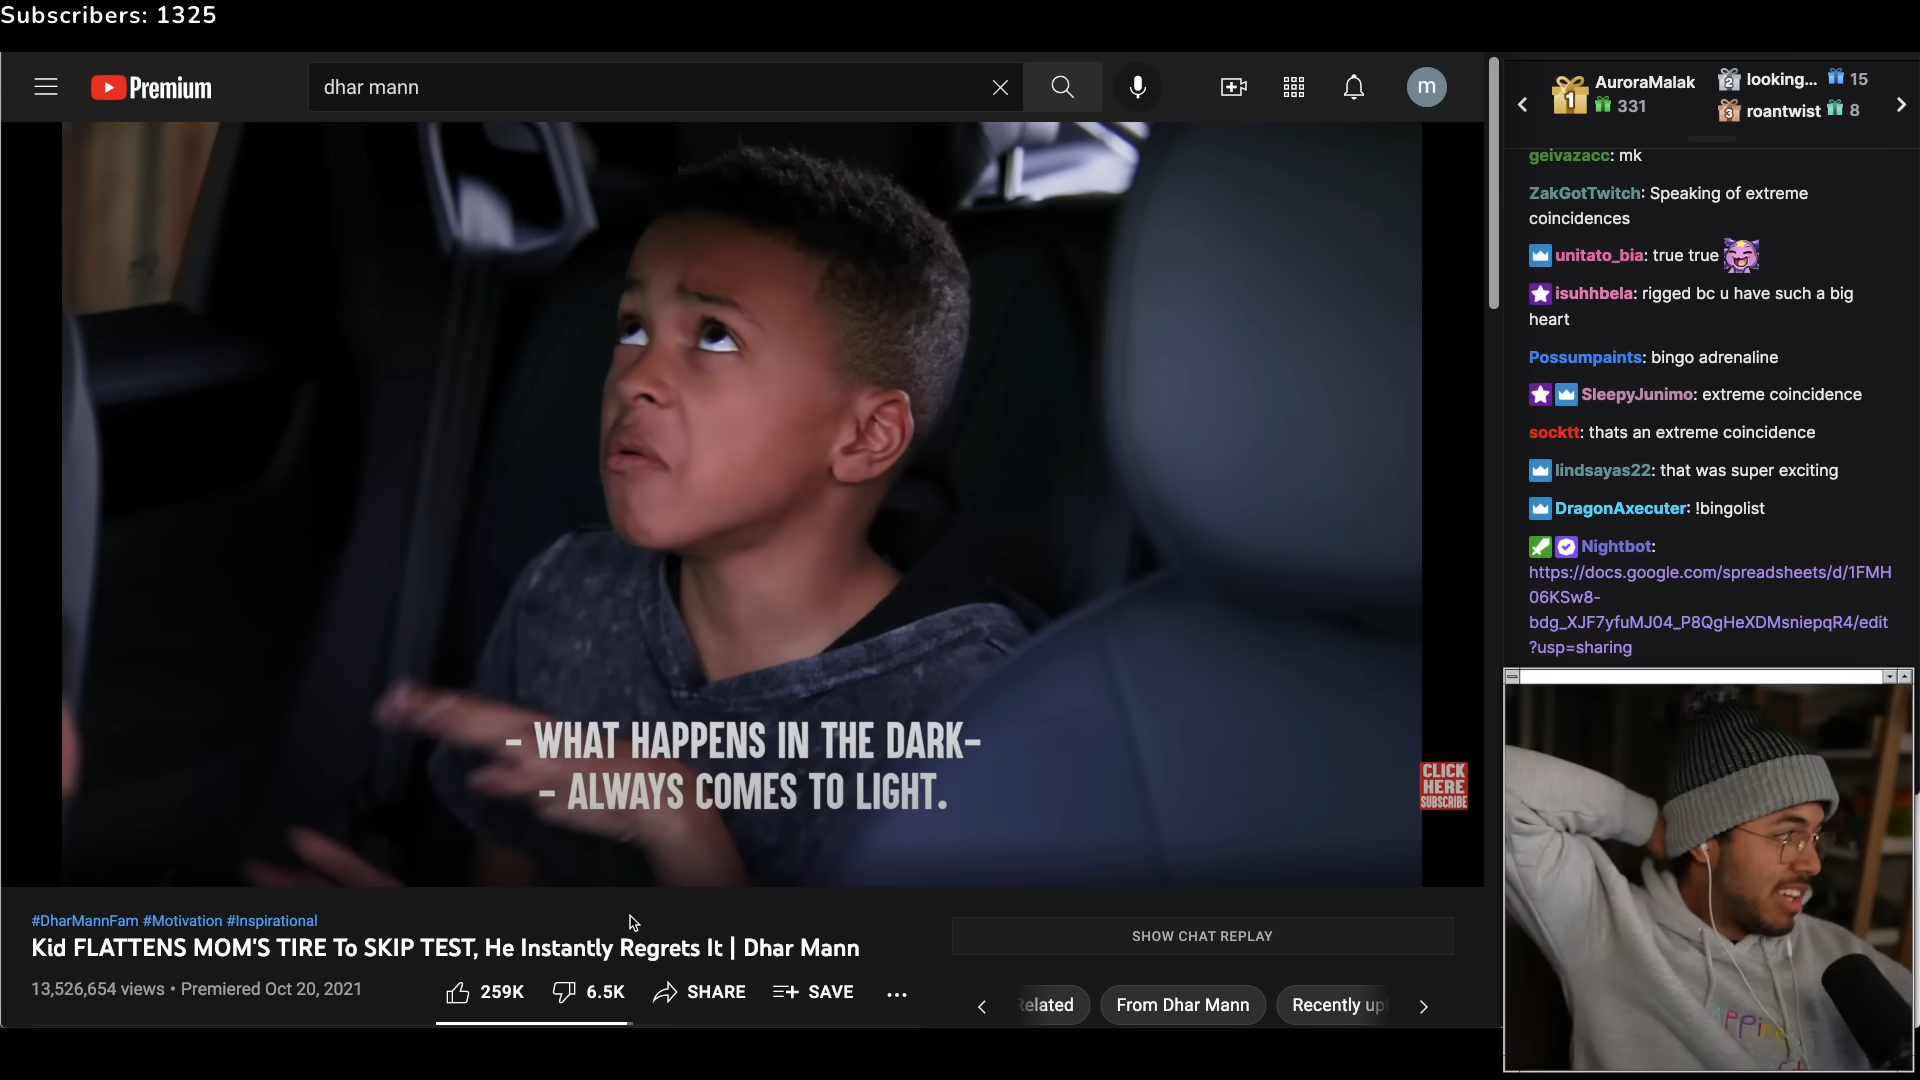 Subscribers: 1325
Premium
dhar mann
m
1 AuroraMalak
331
2 looking... 15
3 roantwist 8
geivazacc: mk
ZakGotTwitch: Speaking of extreme
coincidences
unitato_bia: true true
isuhhbela: rigged bc u have such a big
heart
Possumpaints: bingo adrenaline
SleepyJunimo: extreme coincidence
socktt: thats an extreme coincidence
lindsayas22: that was super exciting
DragonAxecuter: !bingolist
Nightbot:
https://docs.google.com/spreadsheets/d/1FMH
06KSw8-
bdg_XJF7yfuMJ04_P8QgHeXDMsniepqR4/edit
?usp=sharing
- WHAT HAPPENS IN THE DARK-
- ALWAYS COMES TO LIGHT.
CLICK
HERE
SUBSCRIBE
#DharMannFam #Motivation #Inspirational
Kid FLATTENS MOM'S TIRE To SKIP TEST, He Instantly Regrets It | Dhar Mann
13,526,654 views • Premiered Oct 20, 2021
259K 6.5K SHARE SAVE ...
SHOW CHAT REPLAY
elated From Dhar Mann Recently up